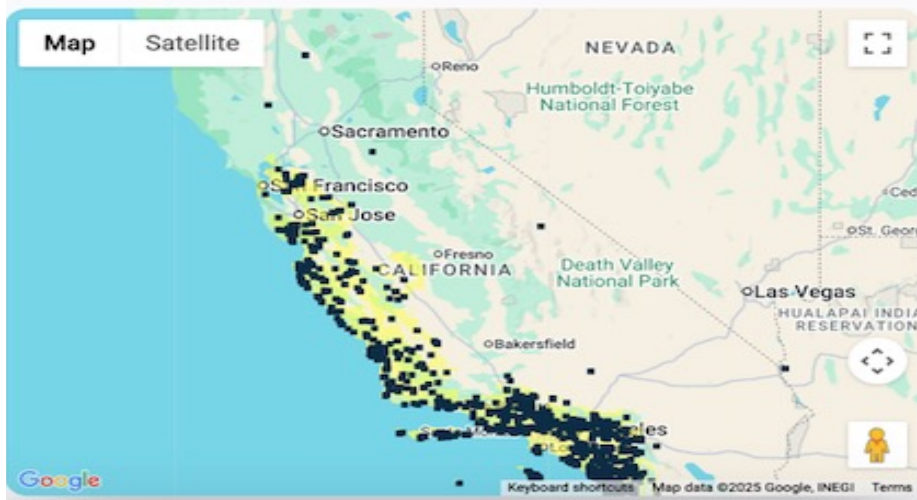 Map Satellite
NEVADA
Reno
Humboldt-Toiyabe
National Forest
Sacramento
San Francisco
San Jose
Ced
St. Georg
Fresno
CALIFORNIA
Death Valley
National Park
Las Vegas
HUALAPAI INDIA
RESERVATION
Bakersfield
Google
Keyboard shortcuts Map data ©2025 Google, INEGI Terms